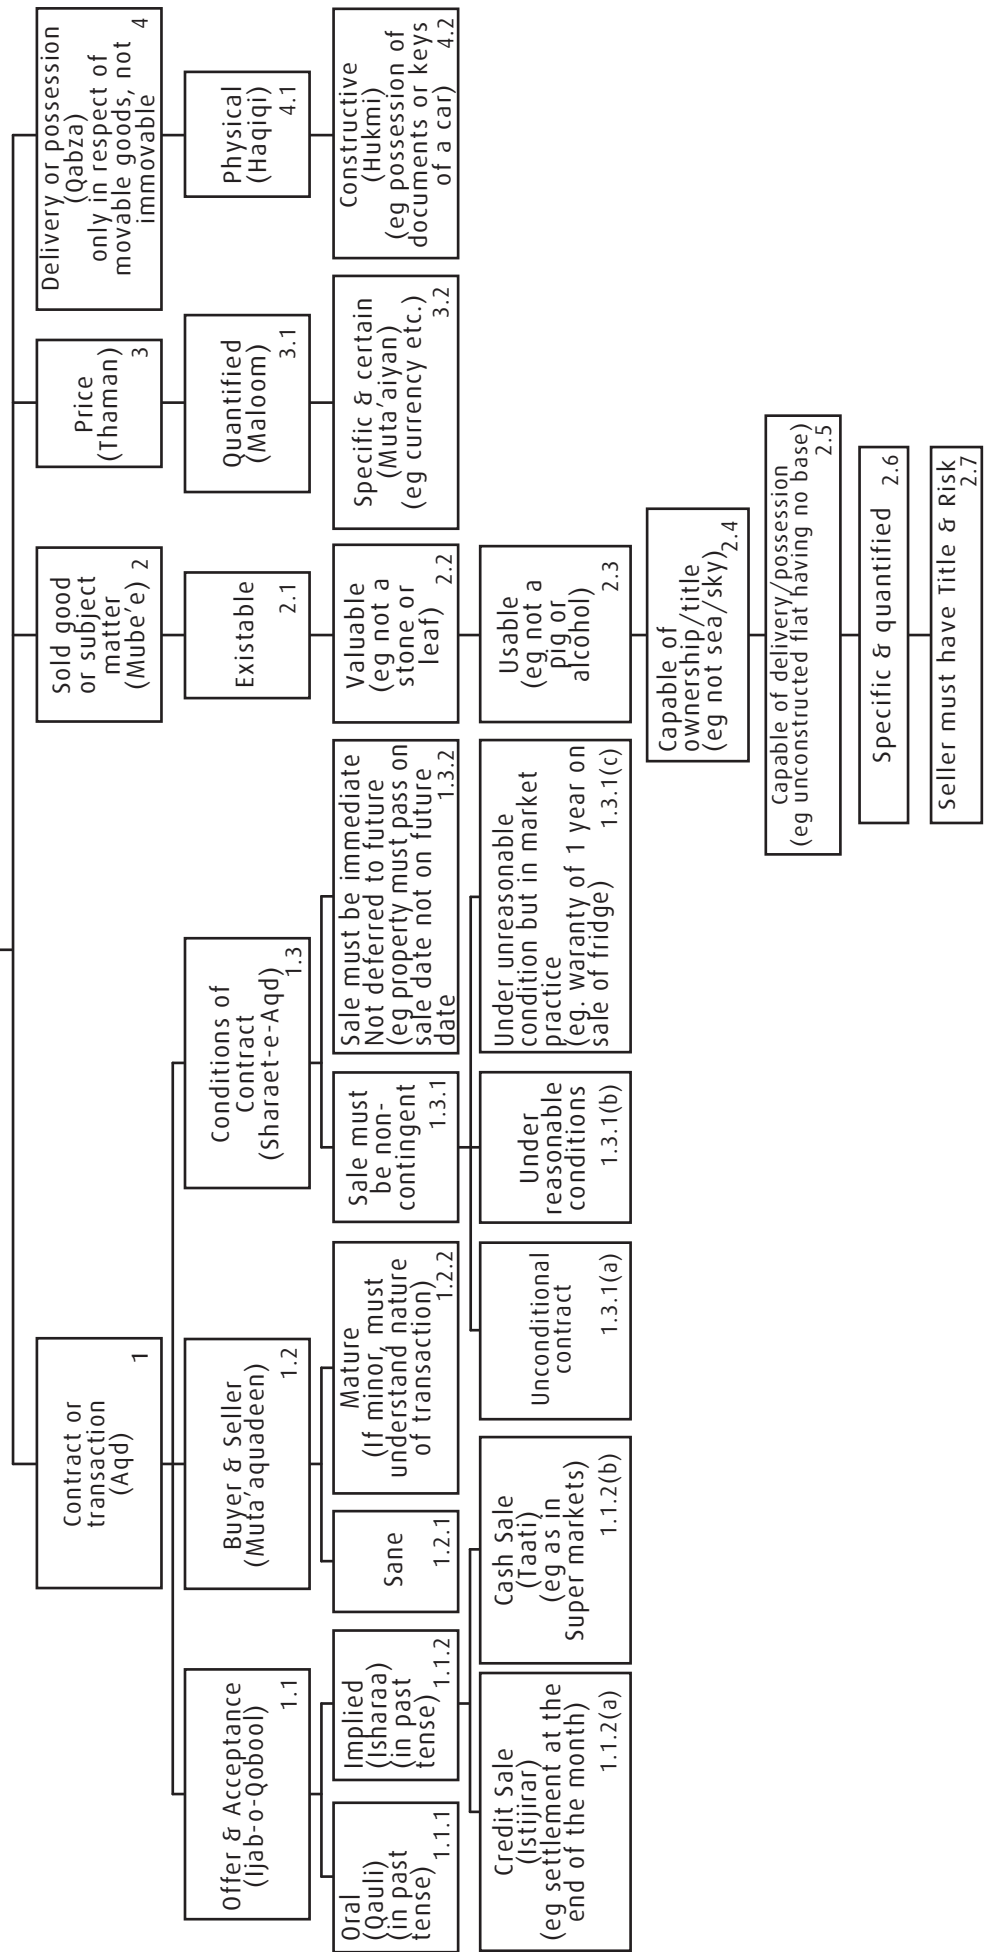 Contract or
transaction
(Aqd)
1
Offer & Acceptance
(Ijab-o-Qobool)
1.1
Oral
(Qauli)
(in past
tense)
1.1.1
Implied
(Isharaa)
(in past
tense)
1.1.2
Credit Sale
(Istijirar)
(eg settlement at the
end of the month)
1.1.2(a)
Cash Sale
(Taati)
(eg as in
Super markets)
1.1.2(b)
Buyer & Seller
(Muta'aquadeen)
1.2
Sane
1.2.1
Mature
(If minor, must
understand nature
of transaction)
1.2.2
Conditions of
Contract
(Sharaet-e-Aqd)
1.3
Sale must
be non-
contingent
1.3.1
Unconditional
contract
1.3.1(a)
Under
reasonable
conditions
1.3.1(b)
Under unreasonable
condition but in market
practice
(eg. warranty of 1 year on
sale of fridge)
1.3.1(c)
Sale must be immediate
Not deferred to future
(eg property must pass on
sale date not on future
date
1.3.2
Sold good
or subject
matter
(Mube'e) 2
Existable
2.1
Valuable
(eg not a
stone or
leaf)
2.2
Usable
(eg not a
pig or
alcohol)
2.3
Capable of
ownership/title
(eg not sea/sky)
2.4
Capable of delivery/possession
(eg unconstructed flat having no base)
2.5
Specific & quantified 2.6
Seller must have Title & Risk
2.7
Price
(Thaman)
3
Quantified
(Maloom)
3.1
Specific & certain
(Muta'aiyan)
(eg currency etc.)
3.2
Delivery or possession
(Qabza)
only in respect of
movable goods, not
immovable
4
Physical
(Haqiqi)
4.1
Constructive
(Hukmi)
(eg possession of
documents or keys
of a car)
4.2